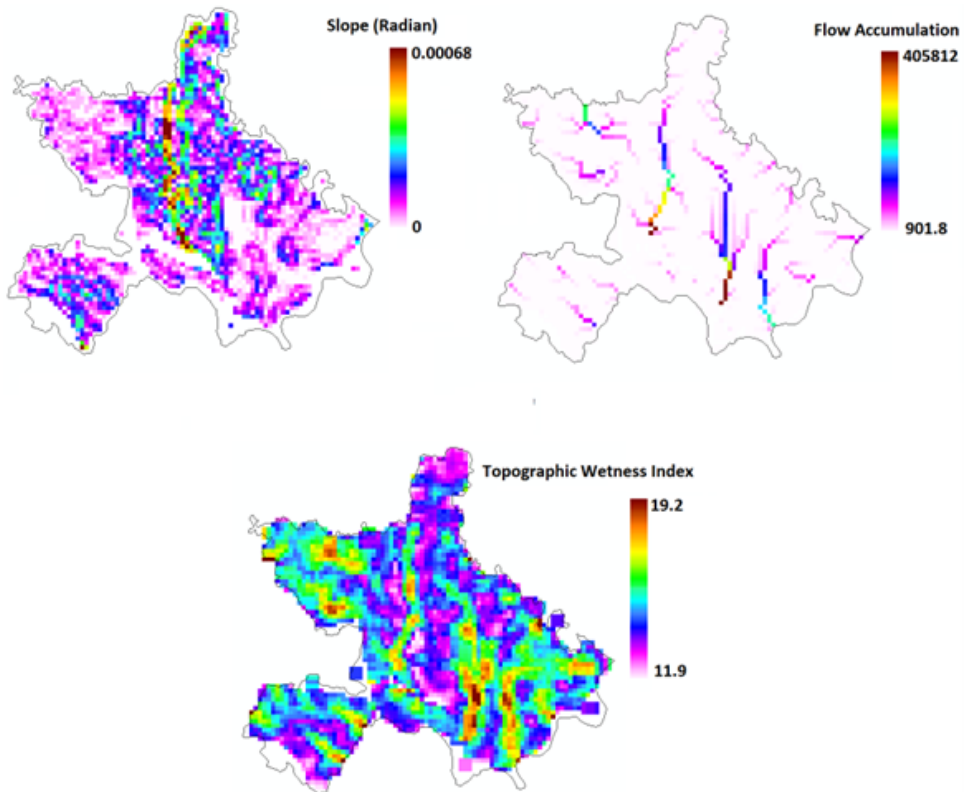 Slope (Radian)
0.00068
0
Flow Accumulation
405812
901.8
Topographic Wetness Index
19.2
11.9